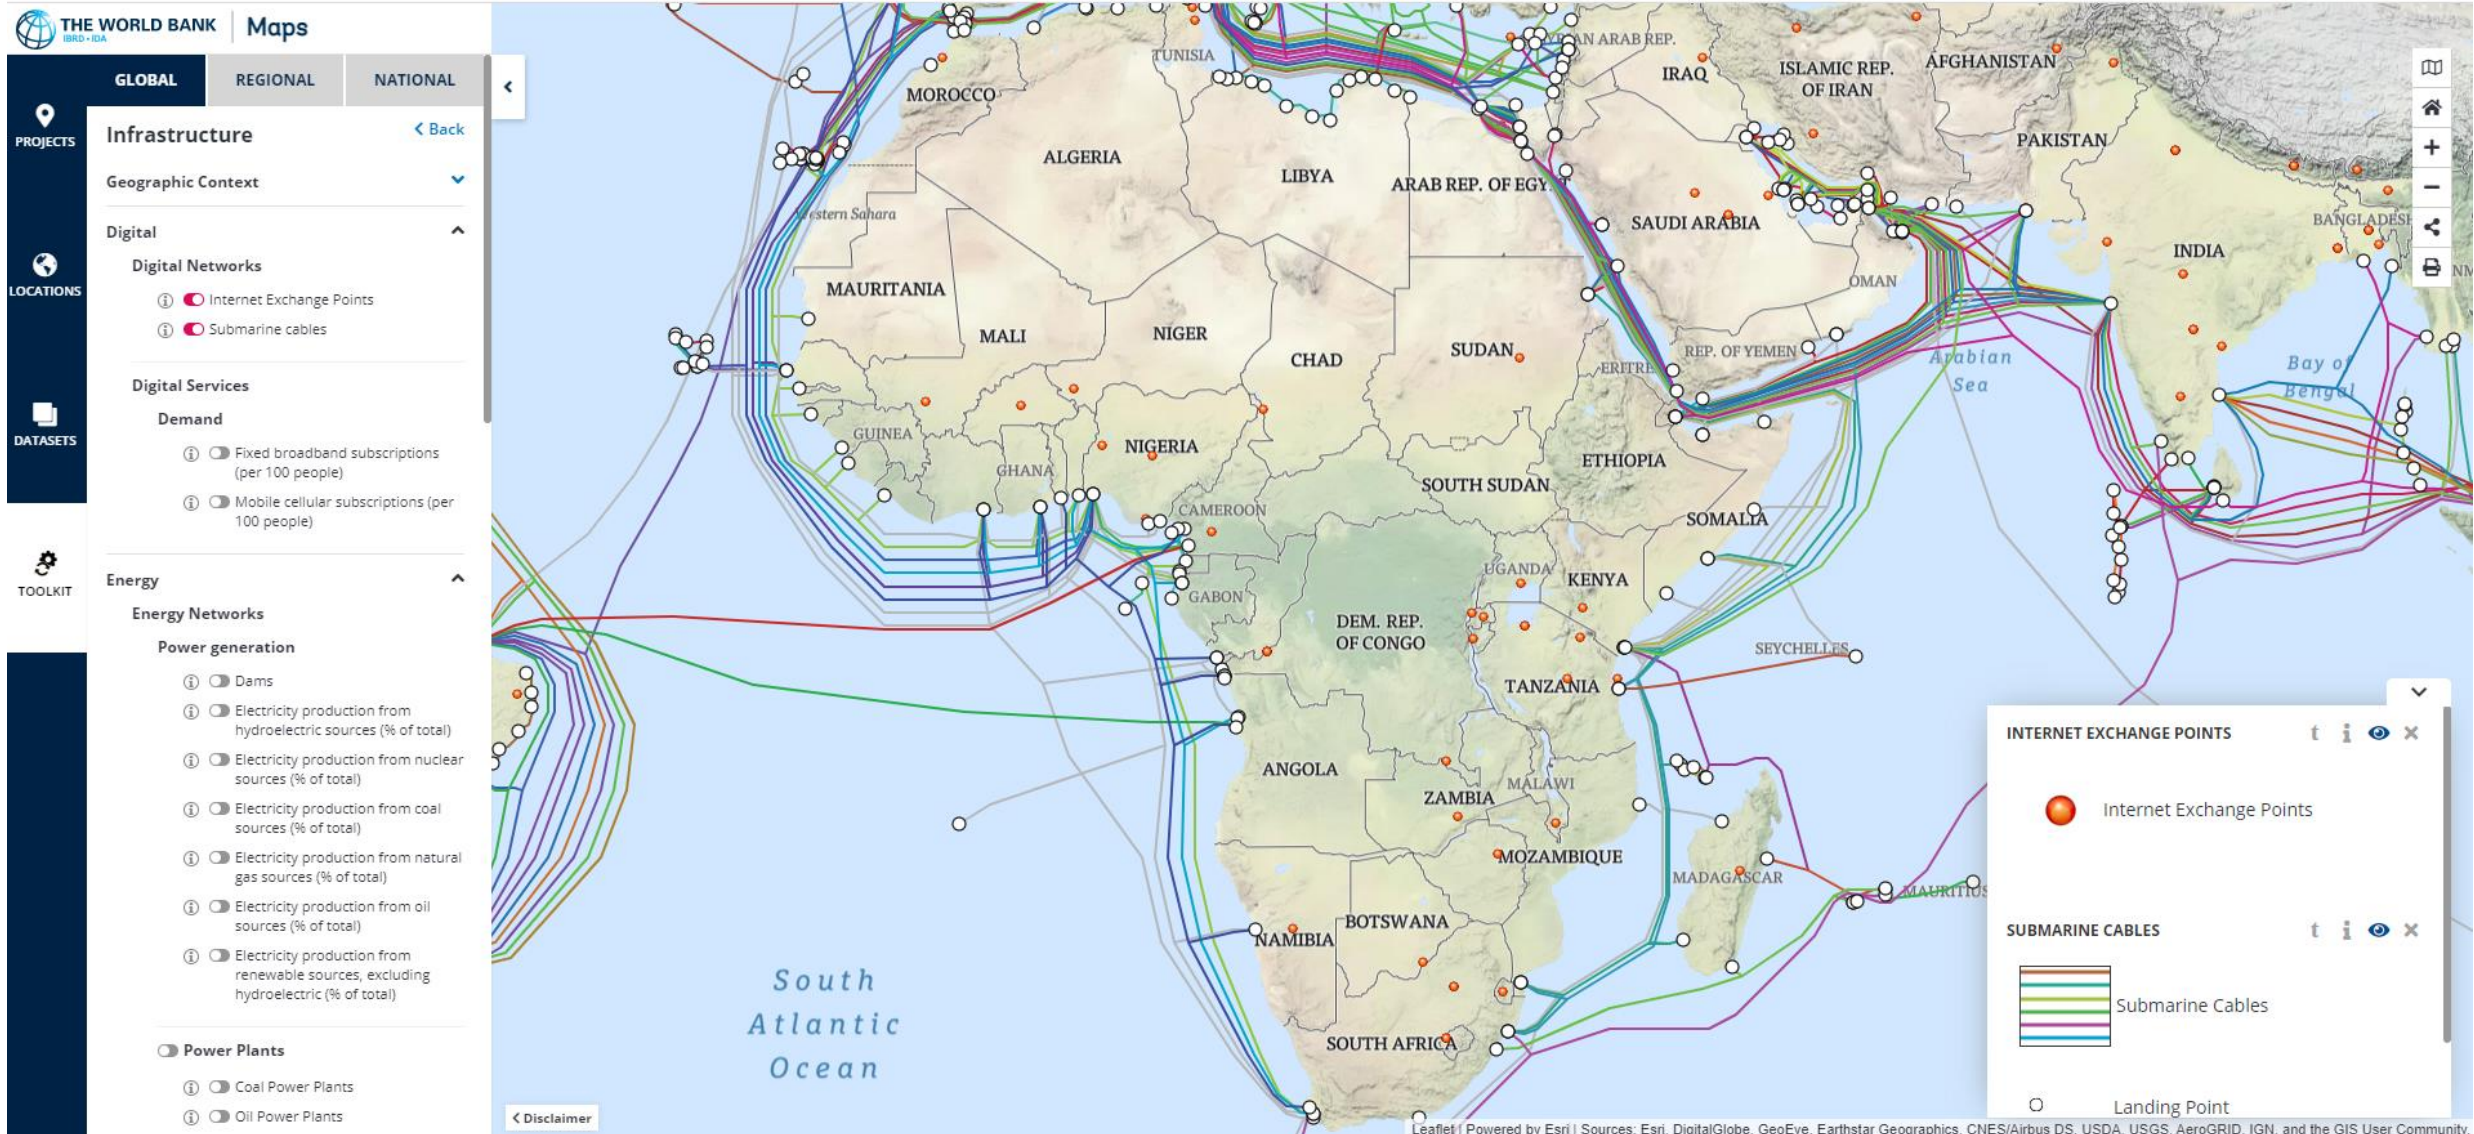 THE WORLD BANK
IBRD • IDA
Maps
GLOBAL
REGIONAL
NATIONAL
PROJECTS
LOCATIONS
DATASETS
TOOLKIT
Infrastructure
Back
Geographic Context
Digital
Digital Networks
Internet Exchange Points
Submarine cables
Digital Services
Demand
Fixed broadband subscriptions
(per 100 people)
Mobile cellular subscriptions (per
100 people)
Energy
Energy Networks
Power generation
Dams
Electricity production from
hydroelectric sources (% of total)
Electricity production from nuclear
sources (% of total)
Electricity production from coal
sources (% of total)
Electricity production from natural
gas sources (% of total)
Electricity production from oil
sources (% of total)
Electricity production from
renewable sources, excluding
hydroelectric (% of total)
Power Plants
Coal Power Plants
Oil Power Plants
TUNISIA
ARAB REP.
IRAQ
ISLAMIC REP.
OF IRAN
AFGHANISTAN
MOROCCO
PAKISTAN
ALGERIA
LIBYA
ARAB REP. OF EGY
Western Sahara
SAUDI ARABIA
BANGLADESH
INDIA
OMAN
MAURITANIA
MALI
NIGER
CHAD
SUDAN
ERITRE
REP. OF YEMEN
Arabian
Sea
Bay of
Bengal
GUINEA
GHANA
NIGERIA
ETHIOPIA
SOUTH SUDAN
CAMEROON
SOMALIA
UGANDA
KENYA
GABON
DEM. REP.
OF CONGO
SEYCHELLES
TANZANIA
ANGOLA
ZAMBIA
MALAWI
MOZAMBIQUE
MADAGASCAR
MAURITIUS
BOTSWANA
NAMIBIA
South
Atlantic
Ocean
SOUTH AFRICA
INTERNET EXCHANGE POINTS
Internet Exchange Points
SUBMARINE CABLES
Submarine Cables
Landing Point
Disclaimer
Leaflet | Powered by Esri | Sources: Esri, DigitalGlobe, GeoEye, Earthstar Geographics, CNES/Airbus DS, USDA, USGS, AeroGRID, IGN, and the GIS User Community,